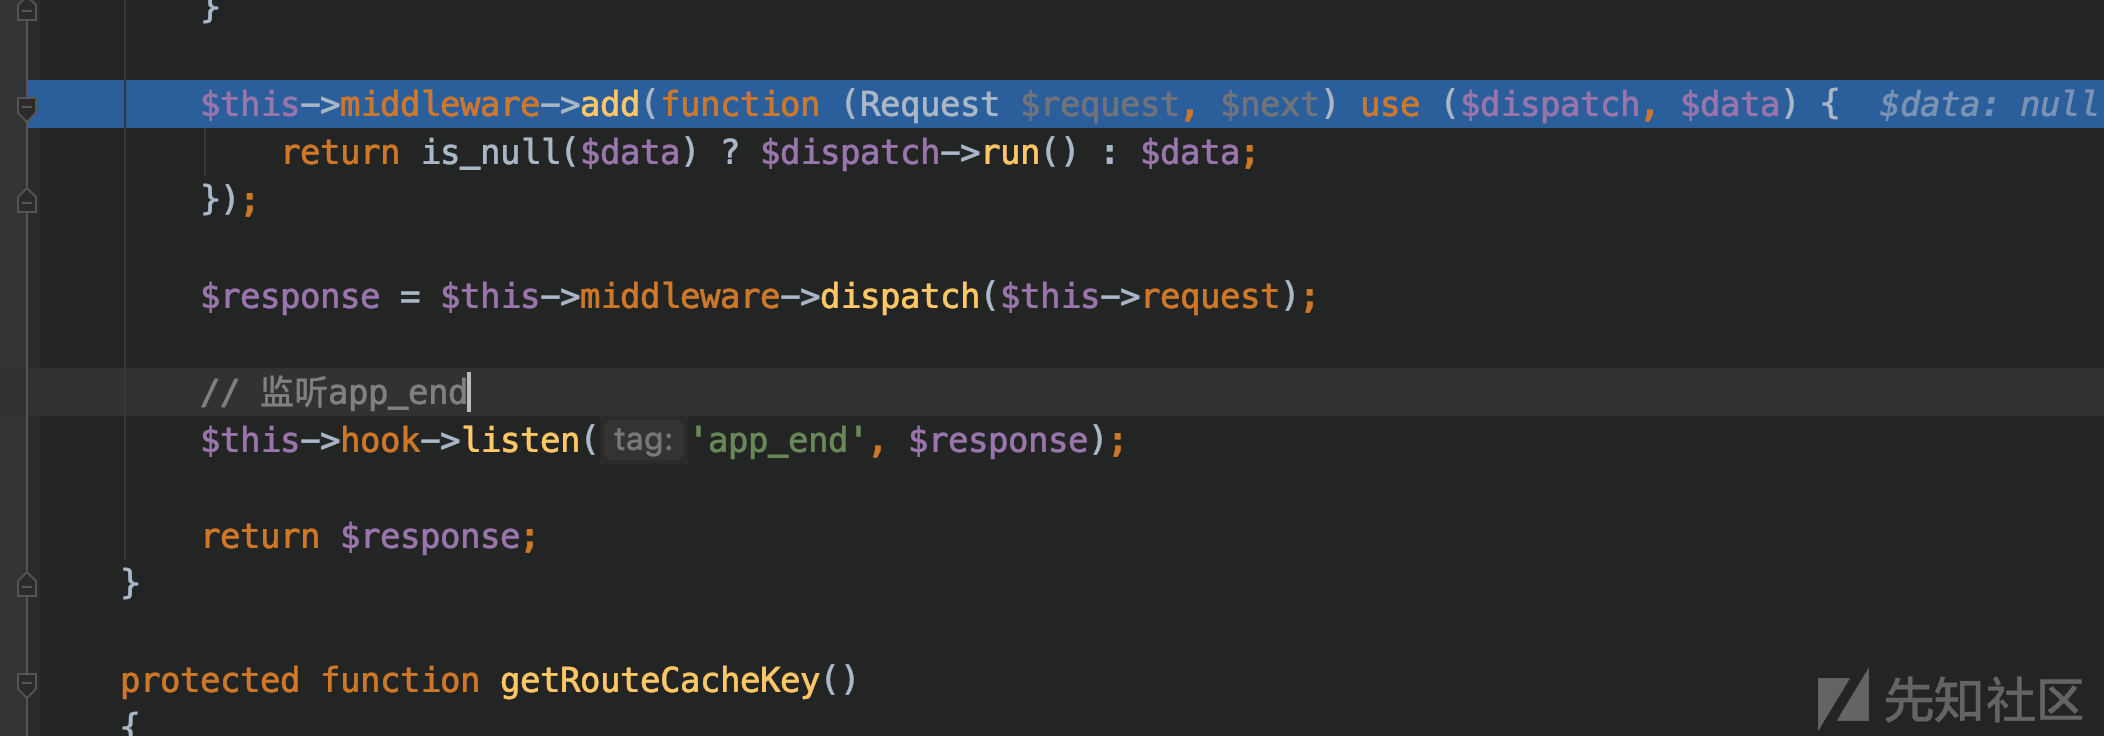 }
$this->middleware->add(function (Request $request, $next) use ($dispatch, $data) {  $data: null
return is_null($data) ? $dispatch->run() : $data;
});
$response = $this->middleware->dispatch($this->request);
// 监听app_end
$this->hook->listen( tag: 'app_end', $response);
return $response;
}
protected function getRouteCacheKey()
{
先知社区